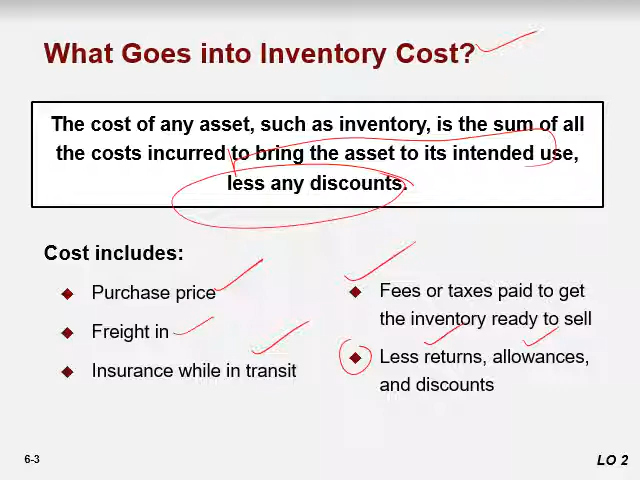 What Goes into Inventory Cost?
The cost of any asset, such as inventory, is the sum of all
the costs incurred to bring the asset to its intended use,
less any discounts.
Cost includes:
Purchase price
Freight in
Insurance while in transit
Fees or taxes paid to get
the inventory ready to sell
Less returns, allowances,
and discounts
6-3
LO 2